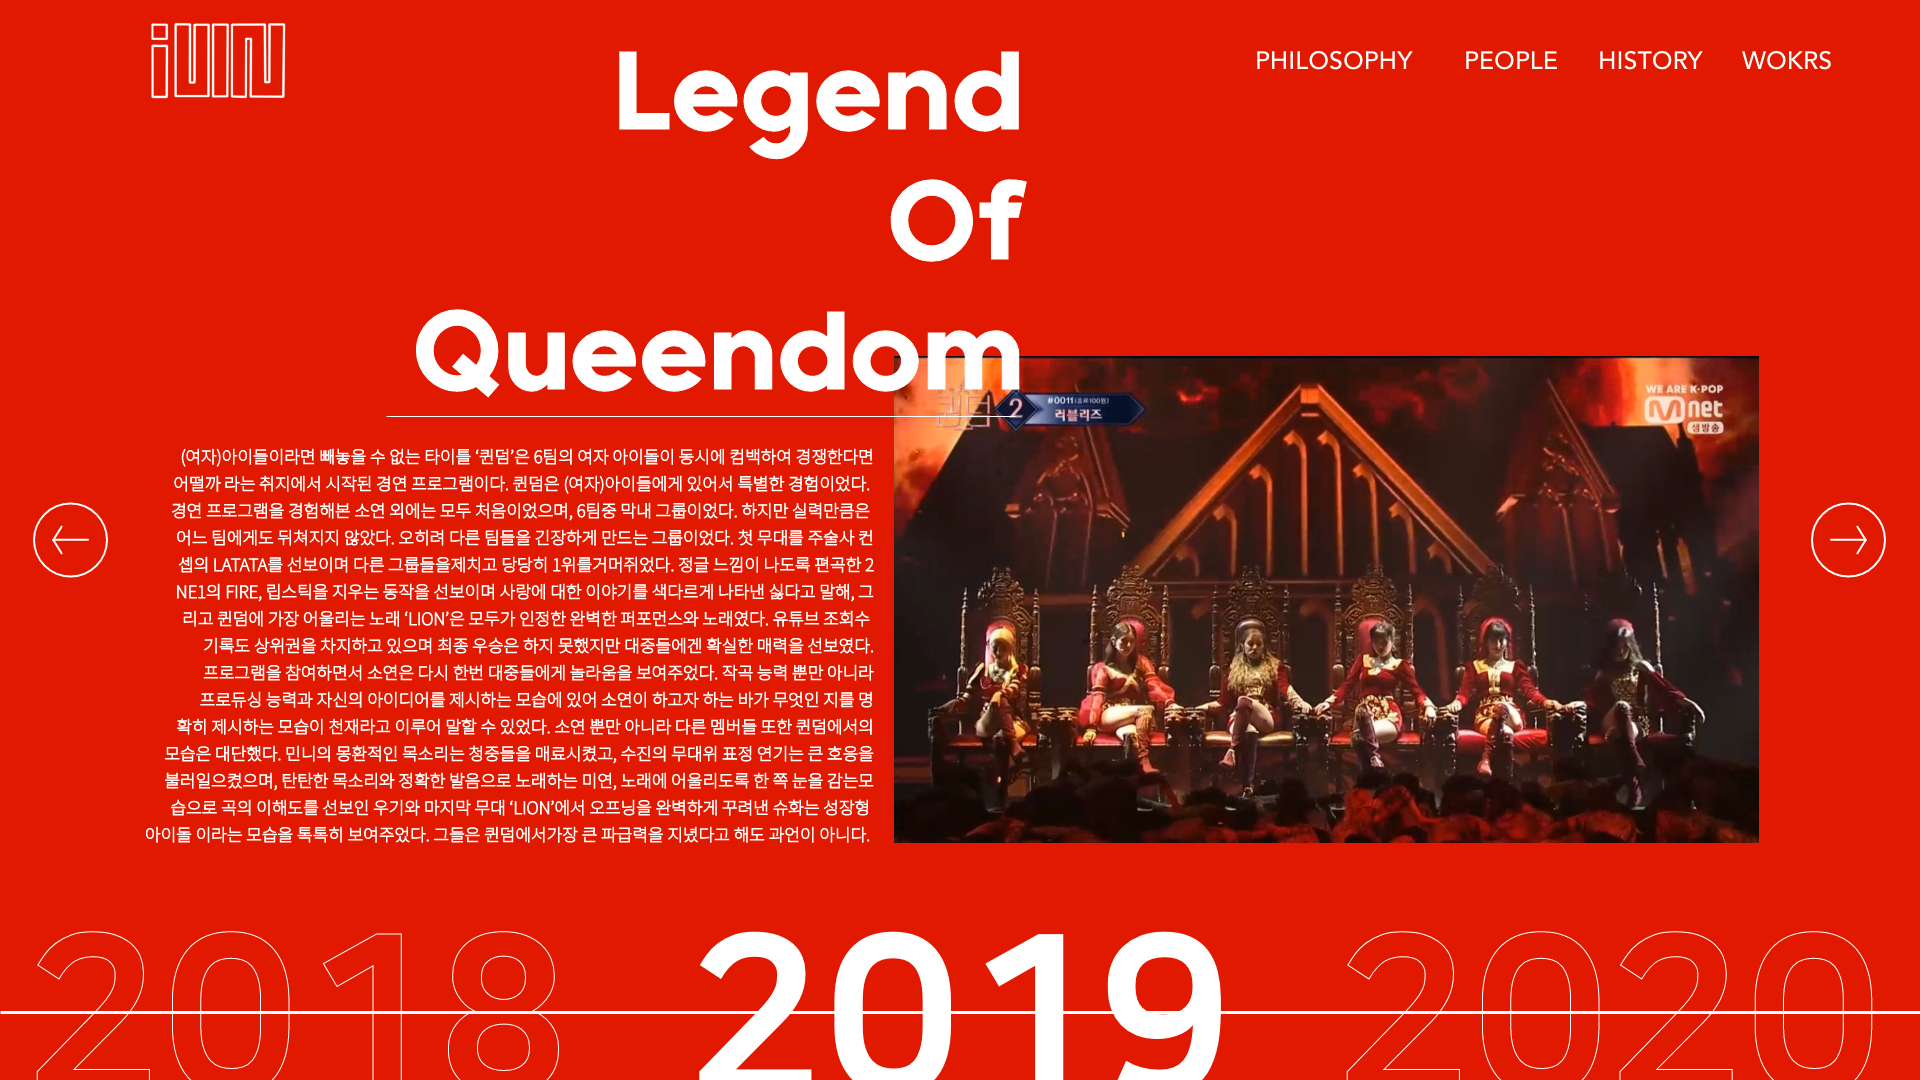 PHILOSOPHY PEOPLE HISTORY WOKRS
Legend
Of
Queendom
(여자)아이들이라면 빼놓을 수 없는 타이틀 ‘퀸덤’은 6팀의 여자 아이돌이 동시에 컴백하여 경쟁한다면
어떨까 라는 취지에서 시작된 경연 프로그램이다. 퀸덤은 (여자)아이들에게 있어서 특별한 경험이었다.
경연 프로그램을 경험해본 소연 외에는 모두 처음이었으며, 6팀중 막내 그룹이었다. 하지만 실력만큼은
어느 팀에게도 뒤쳐지지 않았다. 오히려 다른 팀들을 긴장하게 만드는 그룹이었다. 첫 무대를 주술사 컨
셉의 LATATA를 선보이며 다른 그룹들을제치고 당당히 1위를거머쥐었다. 정글 느낌이 나도록 편곡한 2
NE1의 FIRE, 립스틱을 지우는 동작을 선보이며 사랑에 대한 이야기를 색다르게 나타낸 싫다고 말해, 그
리고 퀸덤에 가장 어울리는 노래 ‘LION’은 모두가 인정한 완벽한 퍼포먼스와 노래였다. 유튜브 조회수
기록도 상위권을 차지하고 있으며 최종 우승은 하지 못했지만 대중들에겐 확실한 매력을 선보였다.
프로그램을 참여하면서 소연은 다시 한번 대중들에게 놀라움을 보여주었다. 작곡 능력 뿐만 아니라
프로듀싱 능력과 자신의 아이디어를 제시하는 모습에 있어 소연이 하고자 하는 바가 무엇인 지를 명
확히 제시하는 모습이 천재라고 이루어 말할 수 있었다. 소연 뿐만 아니라 다른 멤버들 또한 퀸덤에서의
모습은 대단했다. 민니의 몽환적인 목소리는 청중들을 매료시켰고, 수진의 무대위 표정 연기는 큰 호응을
불러일으켰으며, 탄탄한 목소리와 정확한 발음으로 노래하는 미연, 노래에 어울리도록 한 쪽 눈을 감는모
습으로 곡의 이해도를 선보인 우기와 마지막 무대 ‘LION’에서 오프닝을 완벽하게 꾸려낸 슈화는 성장형
아이돌 이라는 모습을 톡톡히 보여주었다. 그들은 퀸덤에서가장 큰 파급력을 지녔다고 해도 과언이 아니다.
퀸덤 2 #0011(유료100원)
러블리즈
WE ARE K-POP
Mnet
생방송
2018 2019 2020